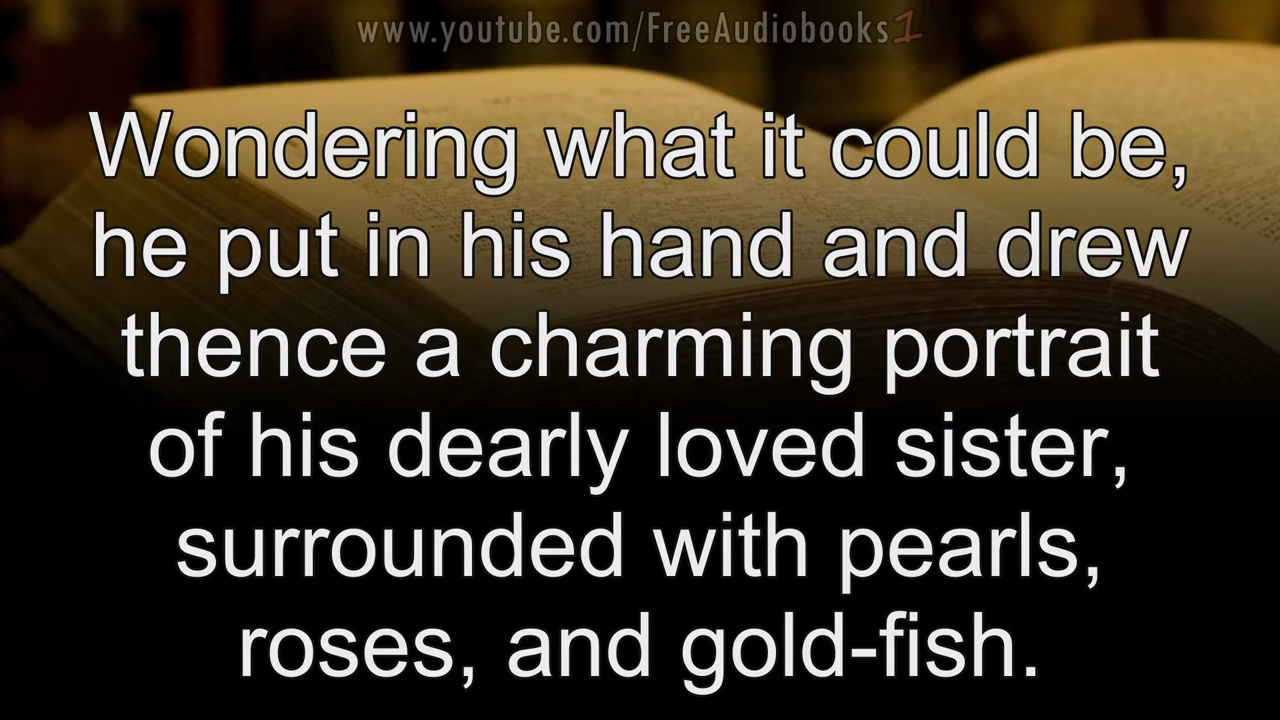 www.youtube.com/FreeAudiobooks1
Wondering what it could be,
he put in his hand and drew
thence a charming portrait
of his dearly loved sister,
surrounded with pearls,
roses, and gold-fish.